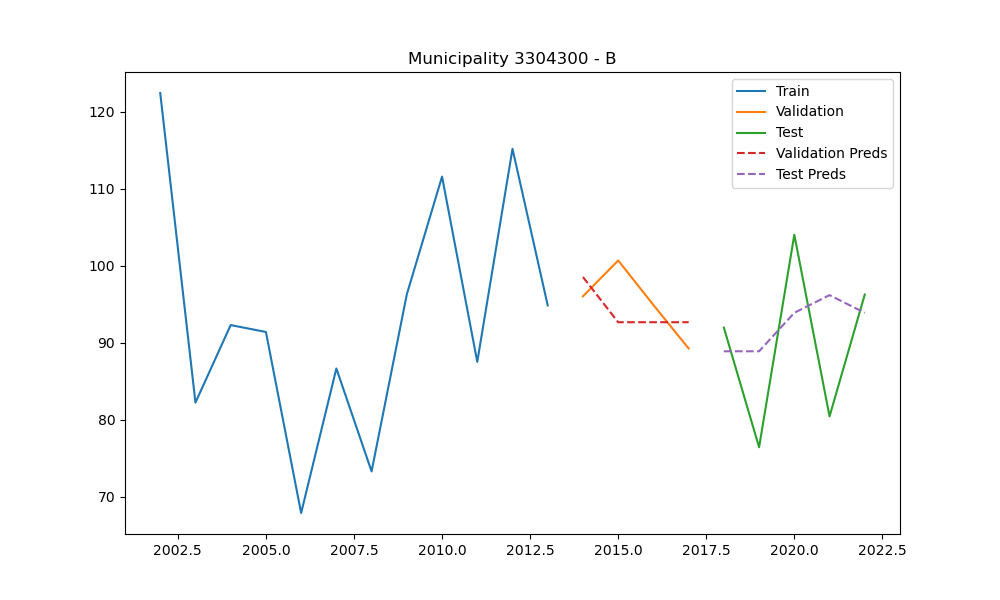 Municipality 3304300 - B
Train
Validation
Test
Validation Preds
Test Preds
120
110
100
90
80
70
2002.5 2005.0 2007.5 2010.0 2012.5 2015.0 2017.5 2020.0 2022.5